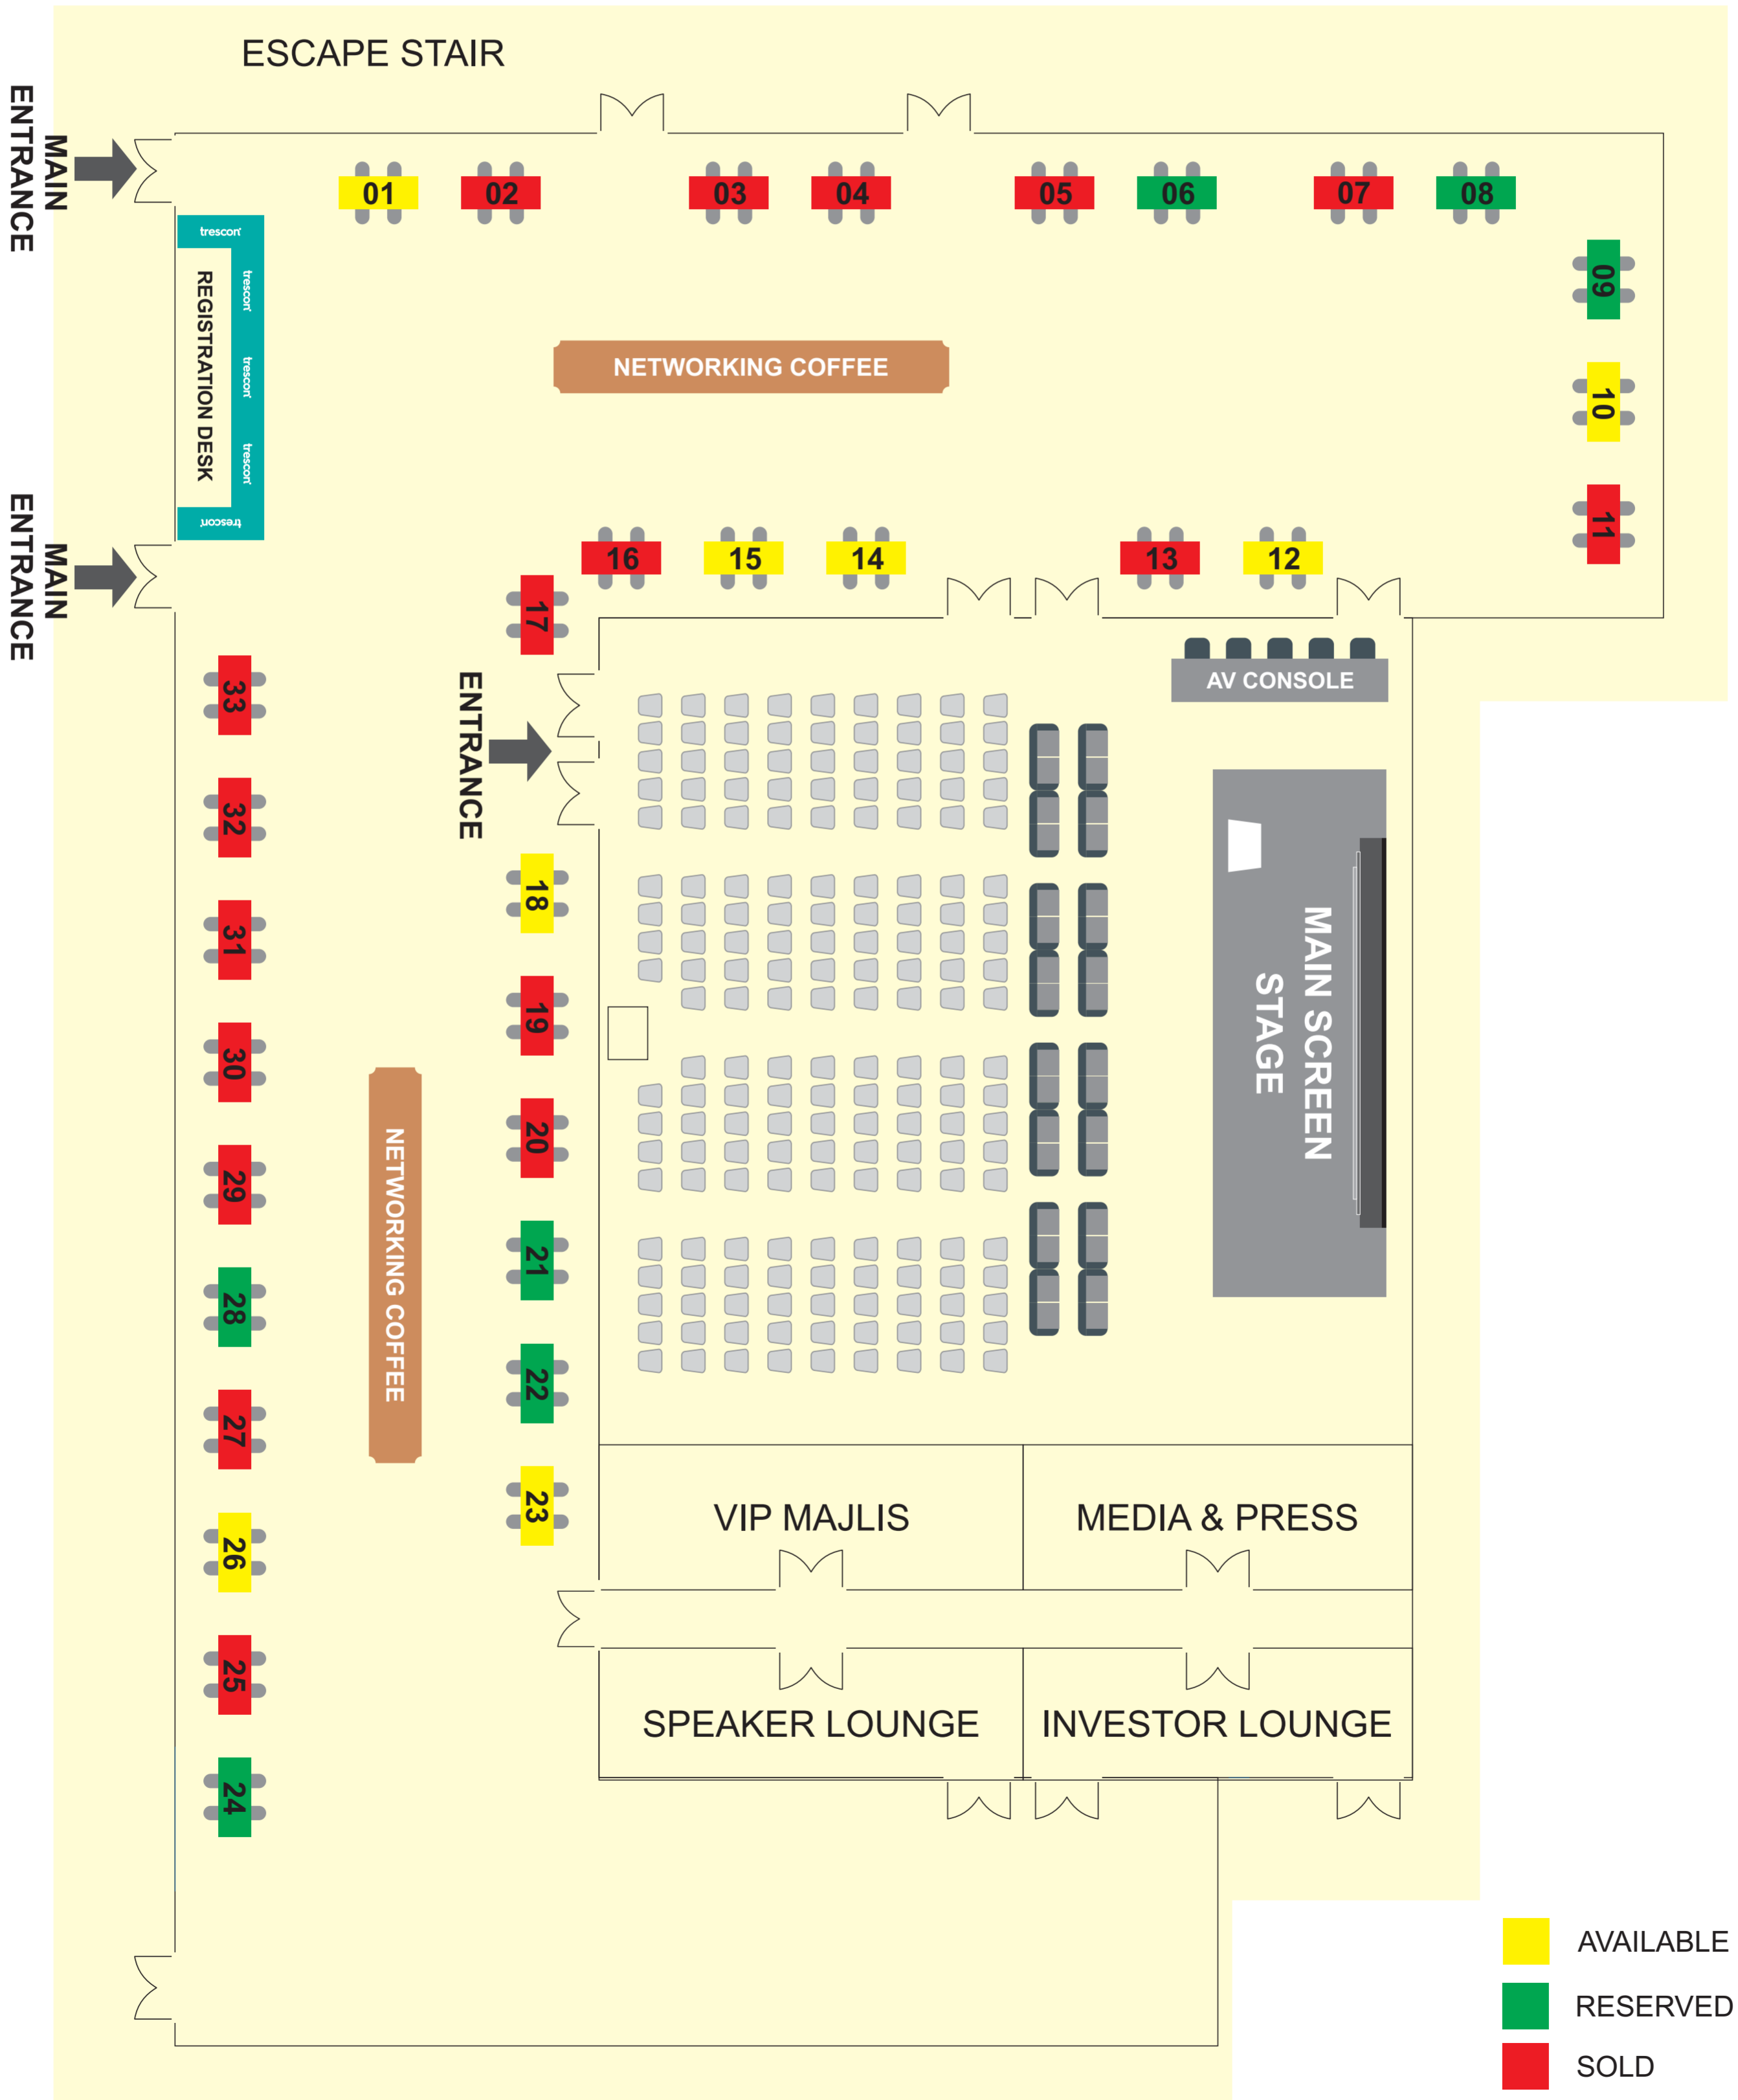 ESCAPE STAIR
MAIN
ENTRANCE
01
02
03
04
05
06
07
08
09
10
11
trescon
trescon
trescon
trescon
trescon
REGISTRATION DESK
NETWORKING COFFEE
MAIN
ENTRANCE
16
15
14
13
12
17
ENTRANCE
AV CONSOLE
33
32
31
30
29
28
27
26
25
24
18
19
20
21
22
23
NETWORKING COFFEE
MAIN SCREEN
STAGE
VIP MAJLIS
MEDIA & PRESS
SPEAKER LOUNGE
INVESTOR LOUNGE
AVAILABLE
RESERVED
SOLD